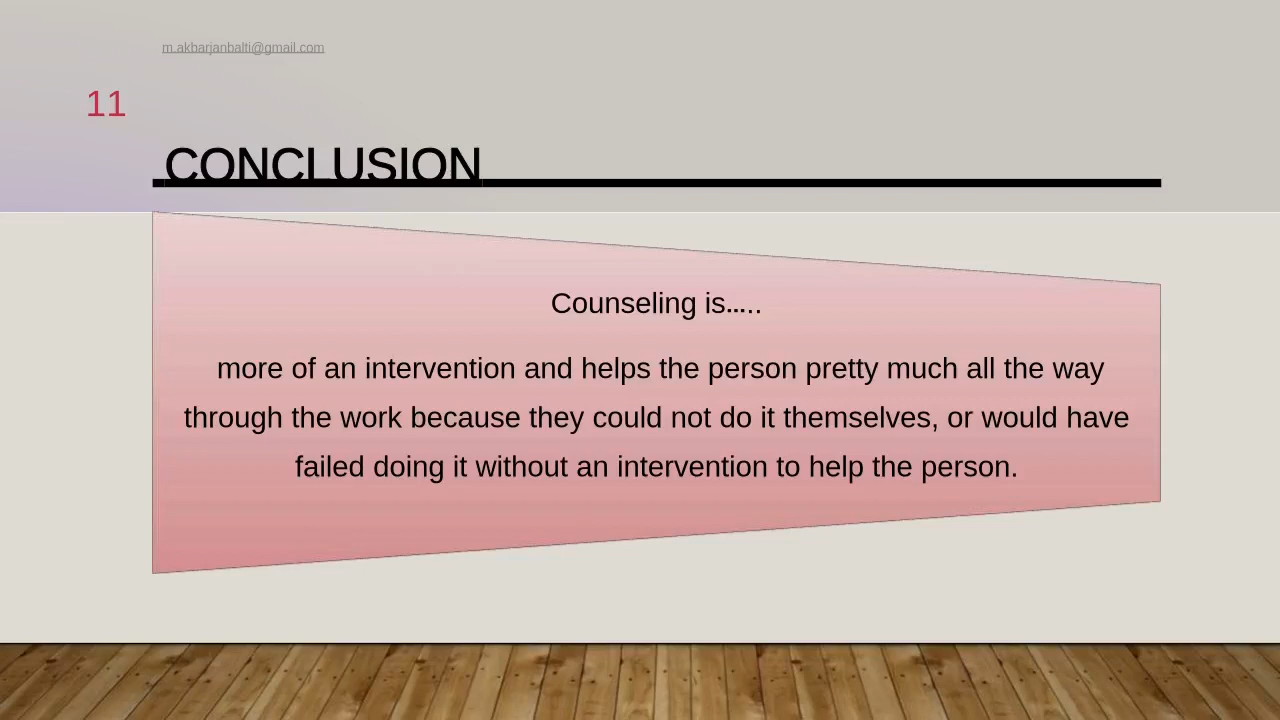 m.akbarjanbalti@gmail.com
11
CONCLUSION
Counseling is…..
more of an intervention and helps the person pretty much all the way
through the work because they could not do it themselves, or would have
failed doing it without an intervention to help the person.